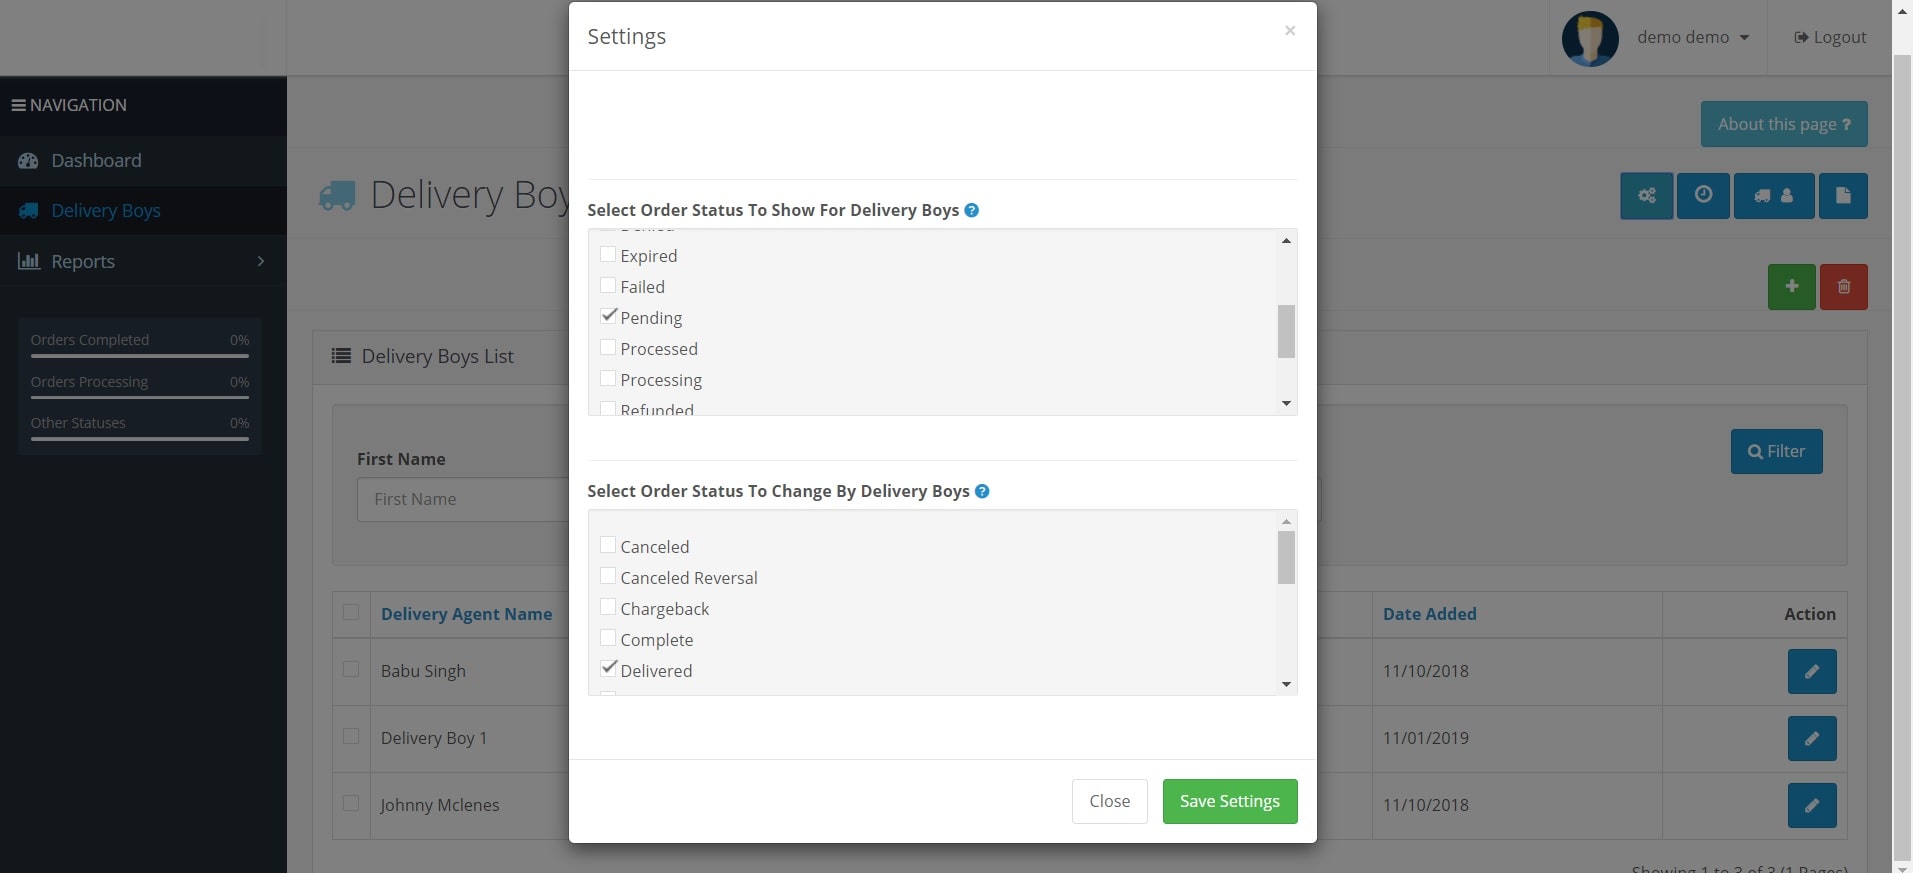 Settings
×
demo demo
Logout
NAVIGATION
About this page ?
Dashboard
Delivery Boy
Delivery Boys
Select Order Status To Show For Delivery Boys ?
Expired
Reports
Failed
Pending
Orders Completed 0%
Processed
Delivery Boys List
Orders Processing 0%
Processing
Refunded
Other Statuses 0%
First Name
Filter
Select Order Status To Change By Delivery Boys ?
First Name
Canceled
Canceled Reversal
Chargeback
Delivery Agent Name
Date Added
Action
Complete
Babu Singh
Delivered
11/10/2018
Delivery Boy 1
11/01/2019
Close
Save Settings
Johnny Mclenes
11/10/2018
Showing 1 to 3 of 3 (1 Pages)